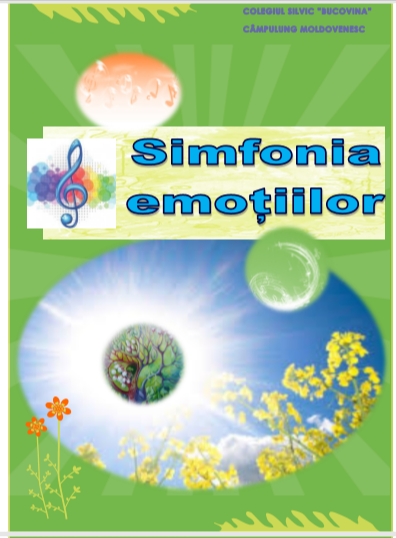 COLEGIUL SILVIC "BUCOVINA"
CÂMPULUNG MOLDOVENESC
Simfonia
emoțiilor